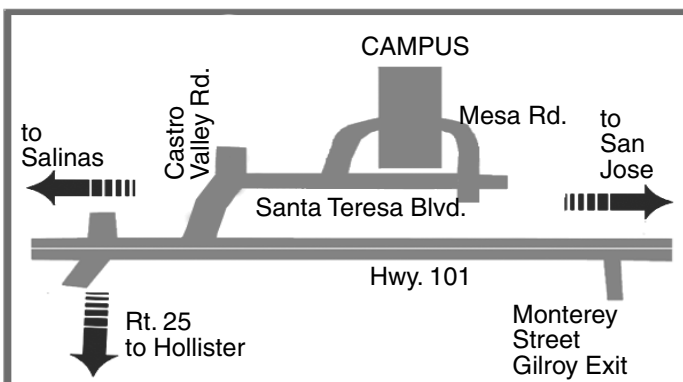 CAMPUS
Castro
Valley Rd.
Mesa Rd.
to
Salinas
to
San
Jose
Santa Teresa Blvd.
Hwy. 101
Rt. 25
to Hollister
Monterey
Street
Gilroy Exit